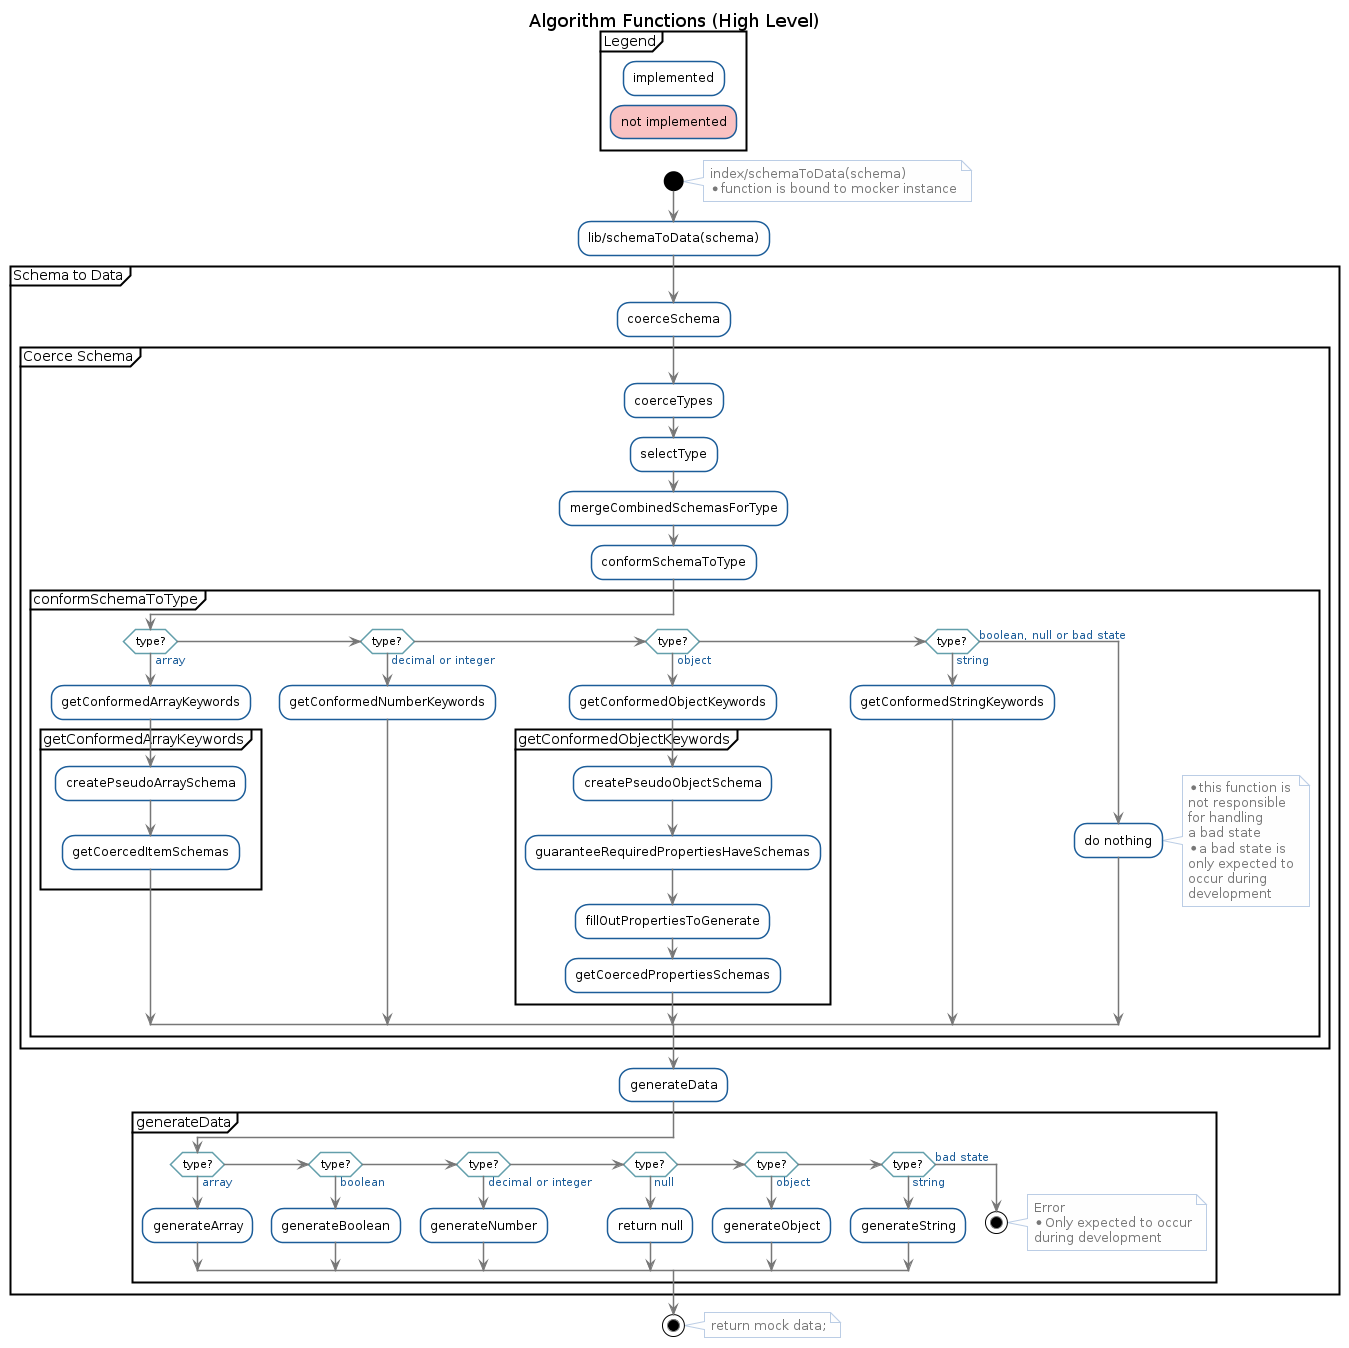 Algorithm Functions (High Level)
Legend
implemented
not implemented
index/schemaToData(schema)
• function is bound to mocker instance
lib/schemaToData(schema)
Schema to Data
coerceSchema
Coerce Schema
coerceTypes
selectType
mergeCombinedSchemasForType
conformSchemaToType
conformSchemaToType
type?
array
type?
decimal or integer
type?
object
type?
string
boolean, null or bad state
getConformedArrayKeywords
getConformedNumberKeywords
getConformedObjectKeywords
getConformedStringKeywords
getConformedArrayKeywords
createPseudoArraySchema
getCoercedItemSchemas
getConformedObjectKeywords
createPseudoObjectSchema
guaranteeRequiredPropertiesHaveSchemas
fillOutPropertiesToGenerate
getCoercedPropertiesSchemas
do nothing
• this function is
not responsible
for handling
a bad state
• a bad state is
only expected to
occur during
development
generateData
generateData
type?
array
type?
boolean
type?
decimal or integer
type?
null
type?
object
type?
string
bad state
generateArray
generateBoolean
generateNumber
return null
generateObject
generateString
Error
• Only expected to occur
during development
return mock data;